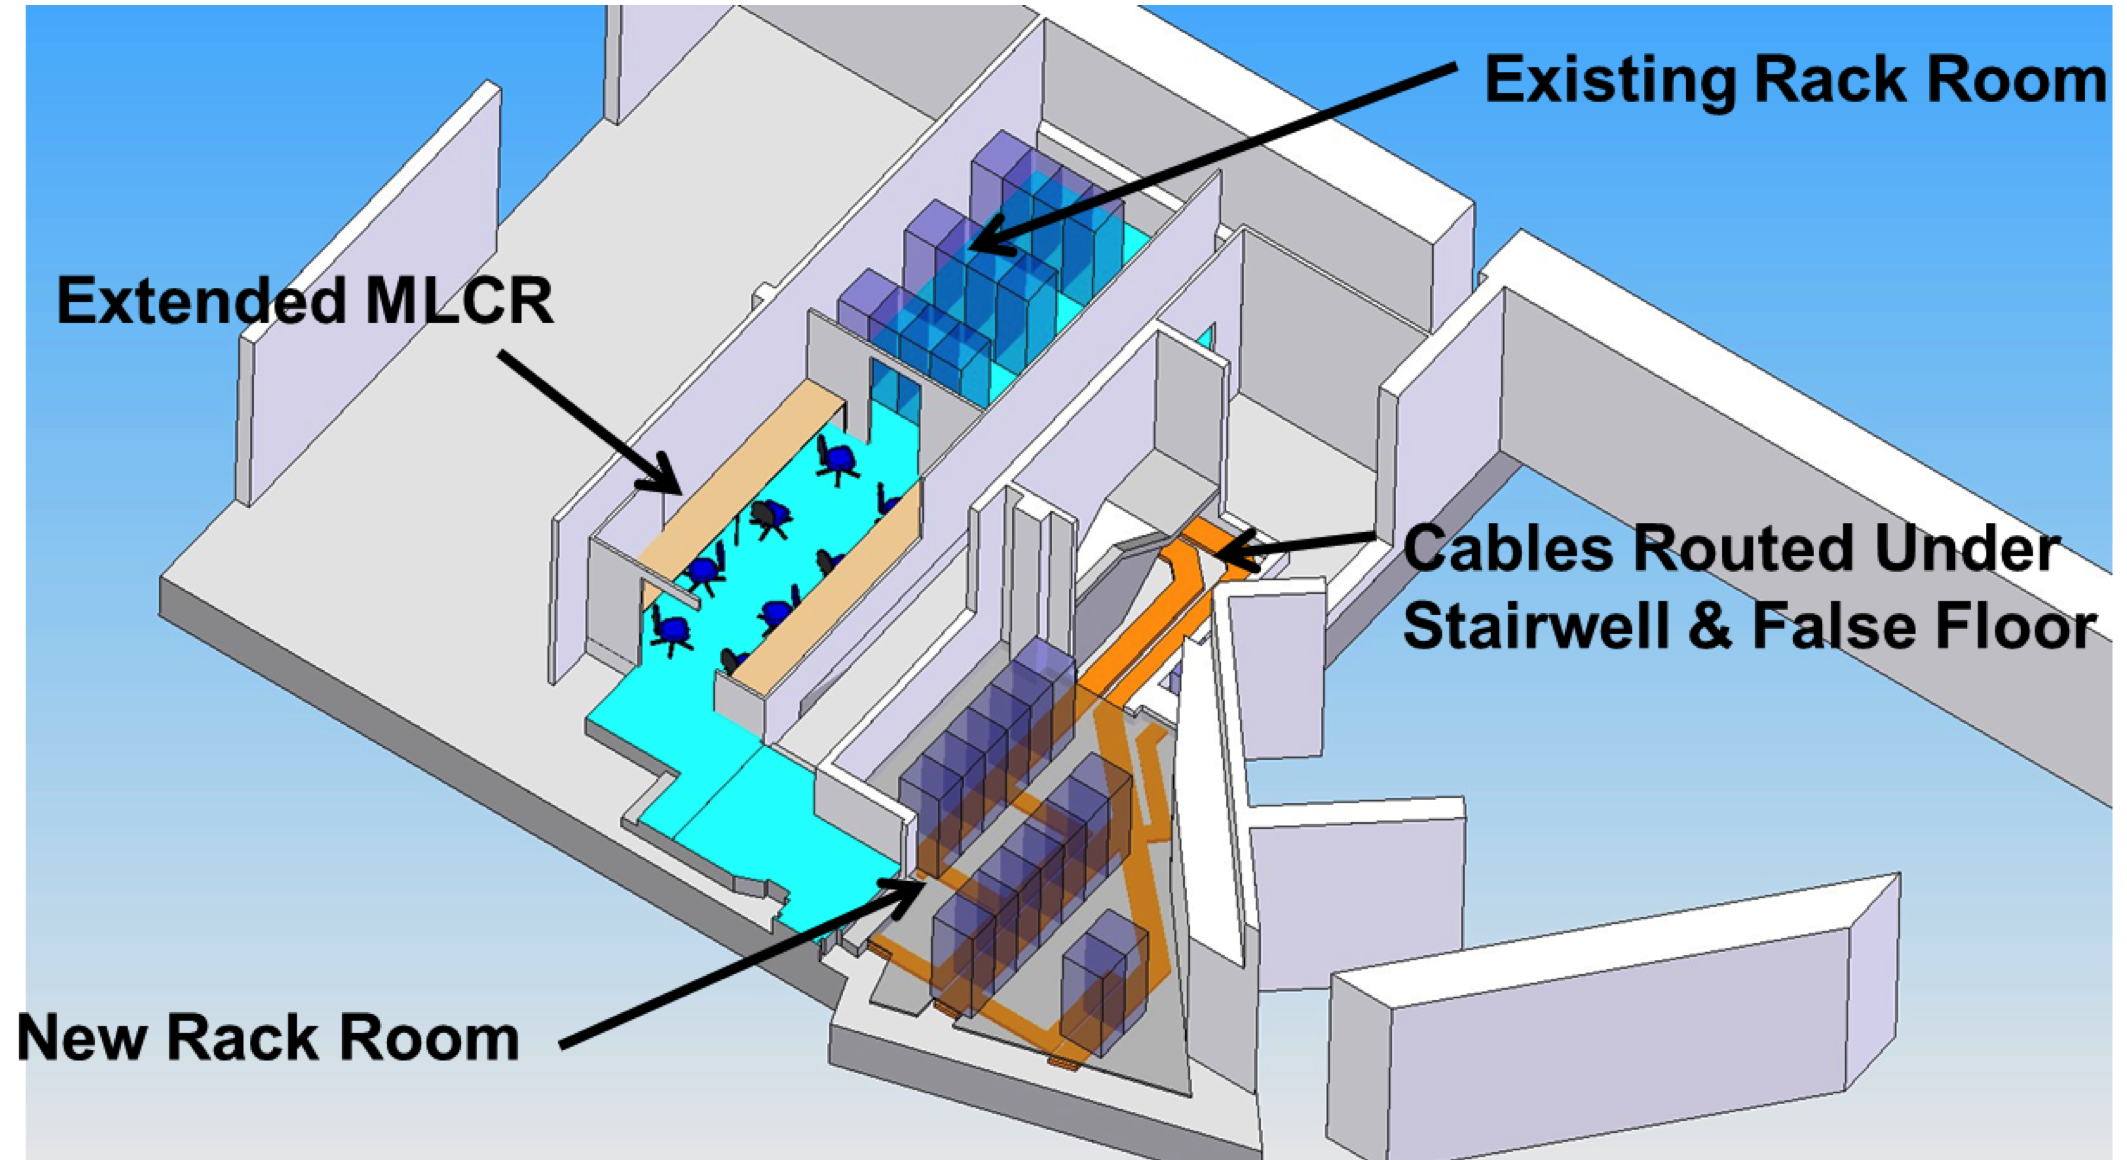 Existing Rack Room
Extended MLCR
Cables Routed Under
Stairwell & False Floor
New Rack Room